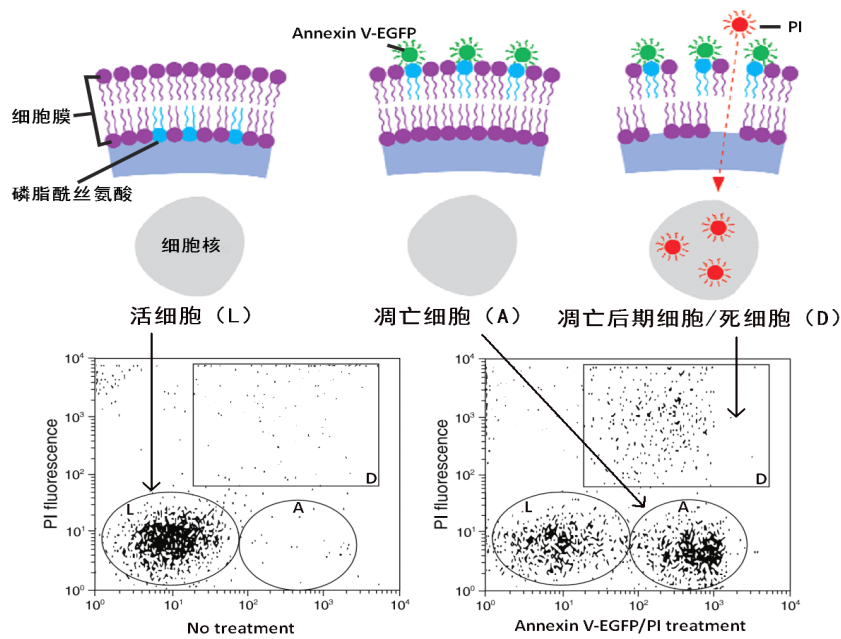 Annexin V-EGFP
PI
细胞膜
磷脂酰丝氨酸
细胞核
活细胞（L）
凋亡细胞（A）
凋亡后期细胞/死细胞（D）
PI fluorescence
10⁴
10³
10²
10¹
10⁰
L
A
D
10⁰ 10¹ 10² 10³ 10⁴
No treatment
PI fluorescence
10⁴
10³
10²
10¹
10⁰
L
A
D
10⁰ 10¹ 10² 10³ 10⁴
Annexin V-EGFP/PI treatment